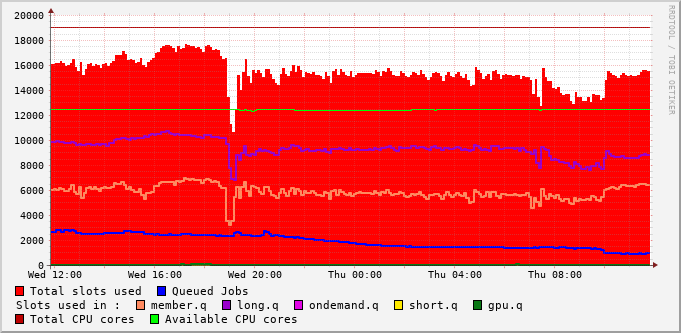 20000
18000
16000
14000
12000
10000
8000
6000
4000
2000
0
Wed 12:00 Wed 16:00 Wed 20:00 Thu 00:00 Thu 04:00 Thu 08:00
Total slots used Queued Jobs
Slots used in : member.q long.q ondemand.q short.q gpu.q
Total CPU cores Available CPU cores
RRDTOOL / TOBI OETIKER